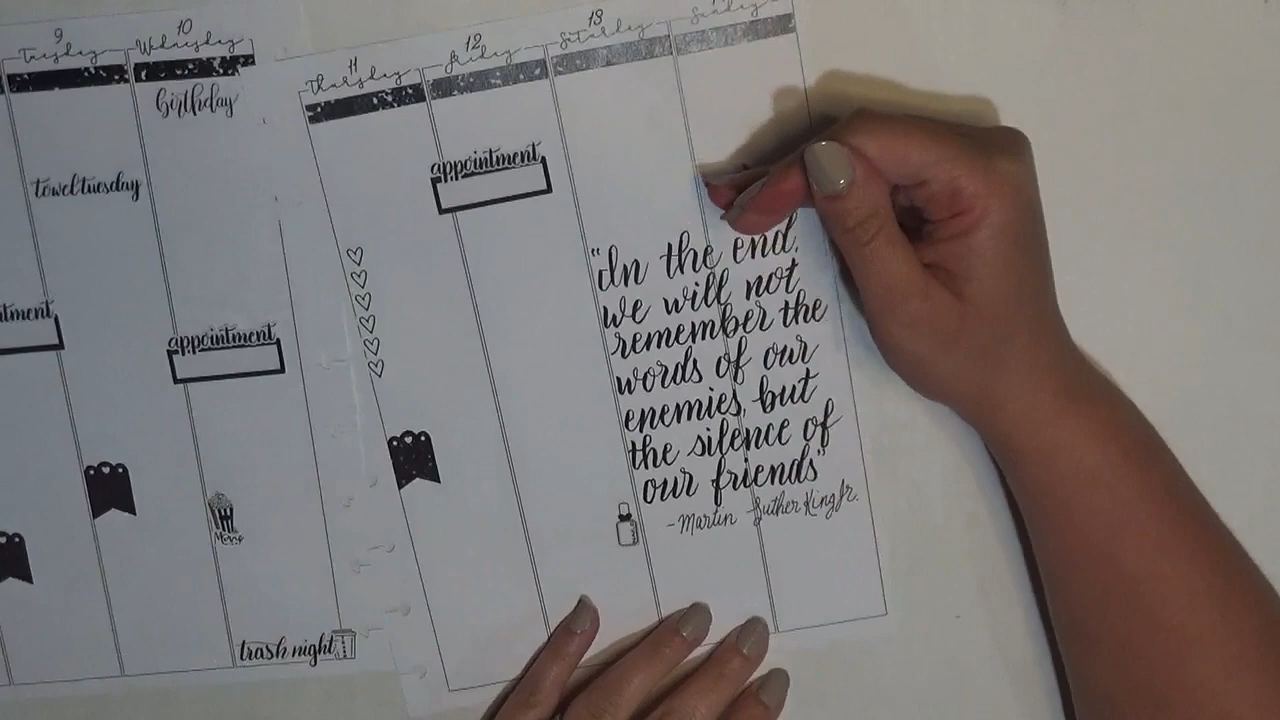 9
Tuesday
10
Wednesday
birthday
towel tuesday
appointment
Movie
trash night
11
Thursday
12
Friday
appointment
13
Saturday
Sunday
"In the end,
we will not
remember the
words of our
enemies, but
the silence of
our friends"
-Martin Luther King Jr.